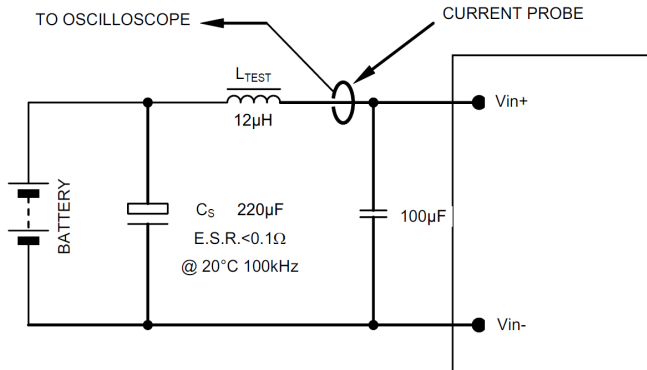 TO OSCILLOSCOPE
CURRENT PROBE
LTEST
12µH
Vin+
BATTERY
CS 220µF
E.S.R.<0.1Ω
@ 20°C 100kHz
100µF
Vin-